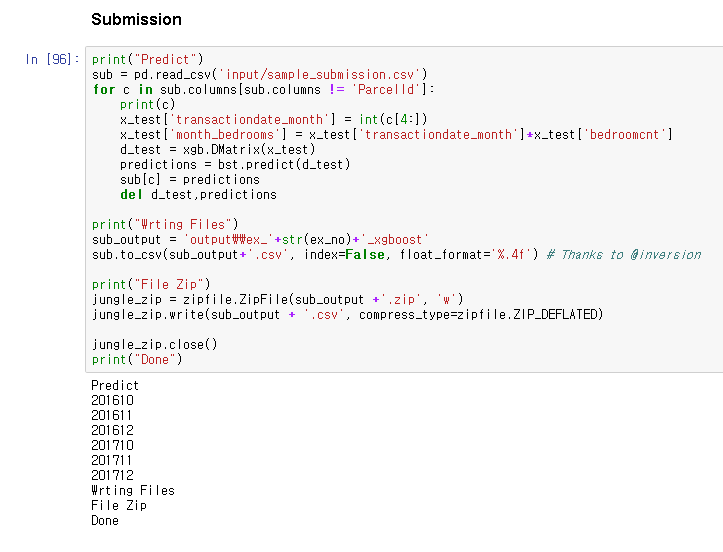 Submission
In [96]:
print("Predict")
sub = pd.read_csv('input/sample_submission.csv')
for c in sub.columns[sub.columns != 'ParcelId']:
    print(c)
    x_test['transactiondate_month'] = int(c[4:])
    x_test['month_bedrooms'] = x_test['transactiondate_month']*x_test['bedroomcnt']
    d_test = xgb.DMatrix(x_test)
    predictions = bst.predict(d_test)
    sub[c] = predictions
    del d_test,predictions
print("Wrting Files")
sub_output = 'output₩₩ex_'+str(ex_no)+'_xgboost'
sub.to_csv(sub_output+'.csv', index=False, float_format='%.4f') # Thanks to @inversion
print("File Zip")
jungle_zip = zipfile.ZipFile(sub_output +'.zip', 'w')
jungle_zip.write(sub_output + '.csv', compress_type=zipfile.ZIP_DEFLATED)
jungle_zip.close()
print("Done")
Predict
201610
201611
201612
201710
201711
201712
Wrting Files
File Zip
Done